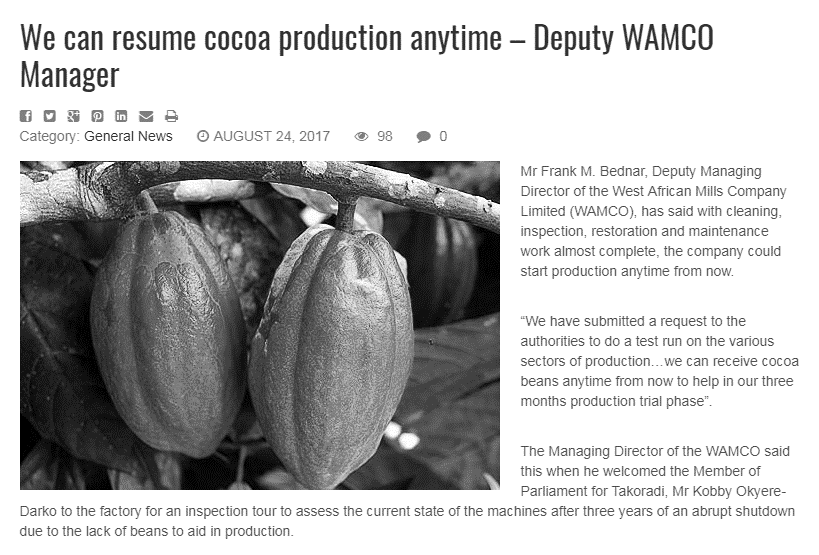 We can resume cocoa production anytime – Deputy WAMCO
Manager
Category: General News AUGUST 24, 2017 98 0
Mr Frank M. Bednar, Deputy Managing
Director of the West African Mills Company
Limited (WAMCO), has said with cleaning,
inspection, restoration and maintenance
work almost complete, the company could
start production anytime from now.
“We have submitted a request to the
authorities to do a test run on the various
sectors of production…we can receive cocoa
beans anytime from now to help in our three
months production trial phase”.
The Managing Director of the WAMCO said
this when he welcomed the Member of
Parliament for Takoradi, Mr Kobby Okyere-
Darko to the factory for an inspection tour to assess the current state of the machines after three years of an abrupt shutdown
due to the lack of beans to aid in production.